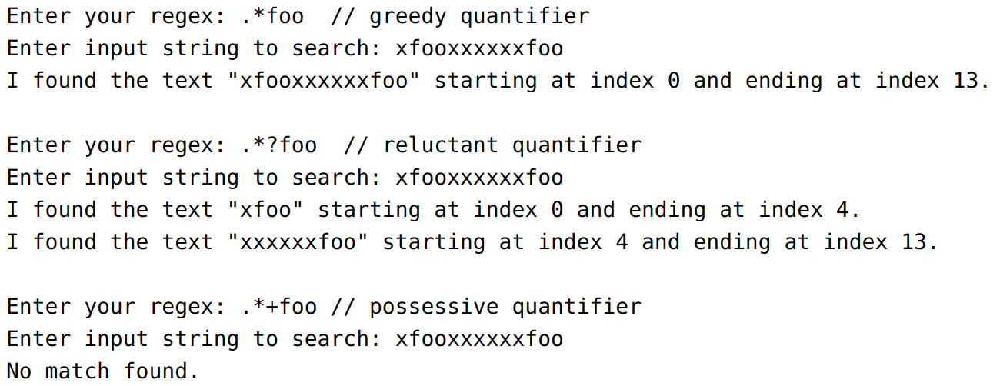 Enter your regex: .*foo  // greedy quantifier
Enter input string to search: xfooxxxxxxfoo
I found the text "xfooxxxxxxfoo" starting at index 0 and ending at index 13.
Enter your regex: .*?foo  // reluctant quantifier
Enter input string to search: xfooxxxxxxfoo
I found the text "xfoo" starting at index 0 and ending at index 4.
I found the text "xxxxxxfoo" starting at index 4 and ending at index 13.
Enter your regex: .*+foo // possessive quantifier
Enter input string to search: xfooxxxxxxfoo
No match found.